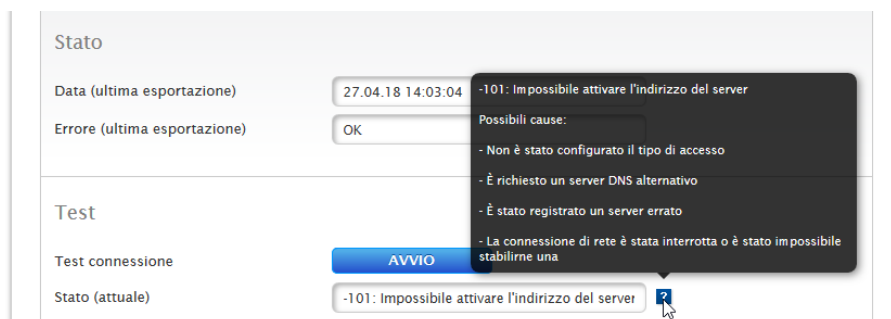 Stato
Data (ultima esportazione)
27.04.18 14:03:04
Errore (ultima esportazione)
OK
-101: Impossibile attivare l'indirizzo del server
Possibili cause:
- Non è stato configurato il tipo di accesso
- È richiesto un server DNS alternativo
- È stato registrato un server errato
- La connessione di rete è stata interrotta o è stato impossibile
stabilirne una
Test
Test connessione
AVVIO
Stato (attuale)
-101: Impossibile attivare l'indirizzo del server
?